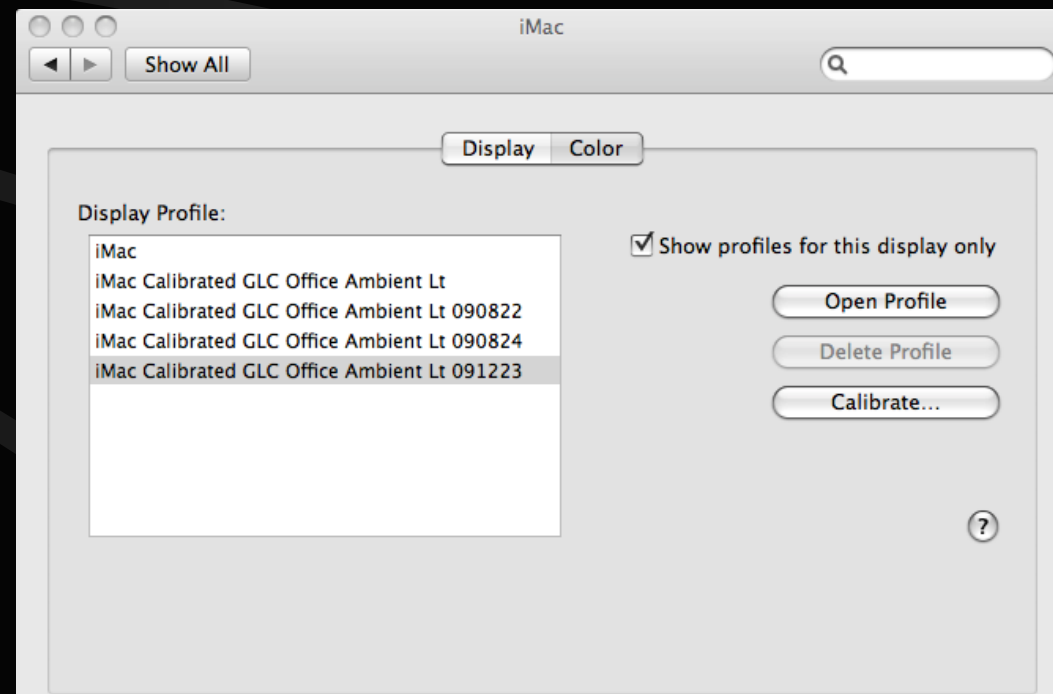 iMac
Show All
Display Color
Display Profile:
iMac
iMac Calibrated GLC Office Ambient Lt
iMac Calibrated GLC Office Ambient Lt 090822
iMac Calibrated GLC Office Ambient Lt 090824
iMac Calibrated GLC Office Ambient Lt 091223
Show profiles for this display only
Open Profile
Delete Profile
Calibrate...
?